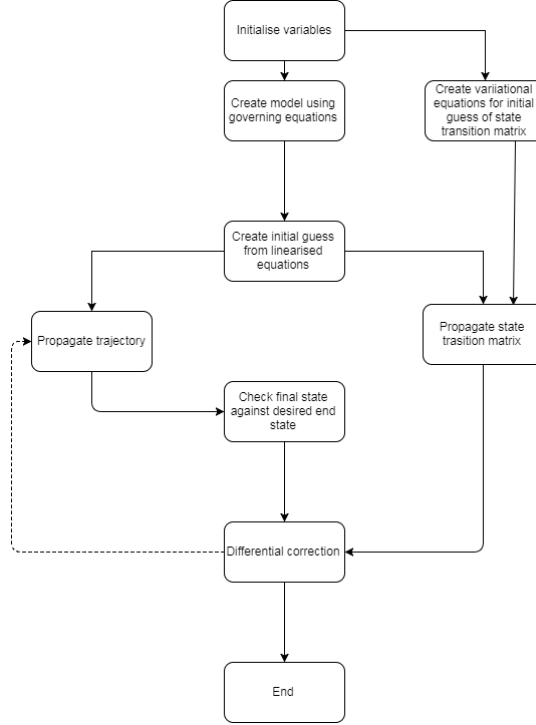 Initialise variables
Create model using
governing equations
Create variiational
equations for initial
guess of state
transition matrix
Create initial guess
from linearised
equations
Propagate trajectory
Propagate state
trasition matrix
Check final state
against desired end
state
Differential correction
End